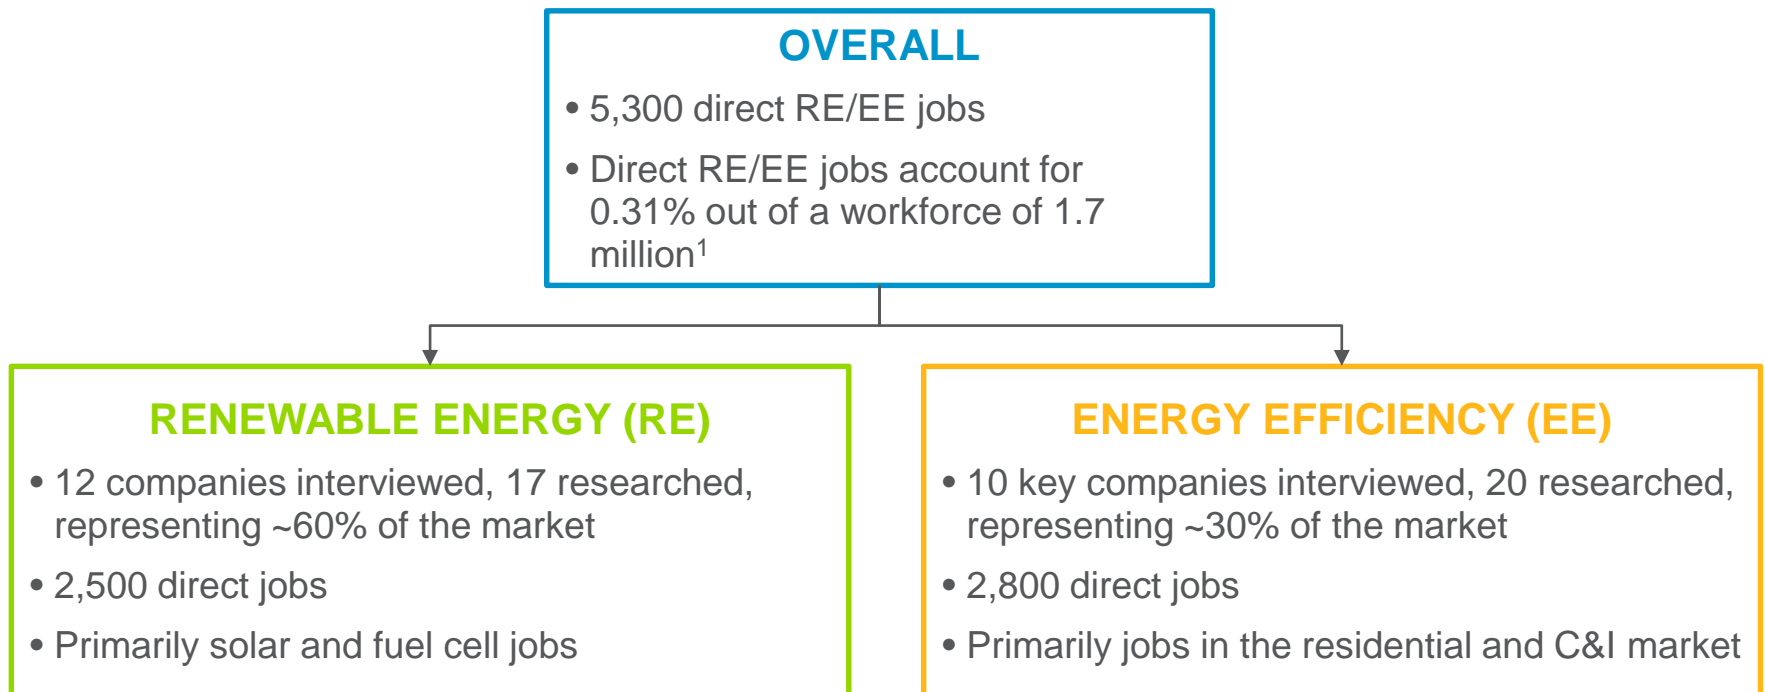 OVERALL
• 5,300 direct RE/EE jobs
• Direct RE/EE jobs account for
0.31% out of a workforce of 1.7
million¹
RENEWABLE ENERGY (RE)
• 12 companies interviewed, 17 researched,
representing ~60% of the market
• 2,500 direct jobs
• Primarily solar and fuel cell jobs
ENERGY EFFICIENCY (EE)
• 10 key companies interviewed, 20 researched,
representing ~30% of the market
• 2,800 direct jobs
• Primarily jobs in the residential and C&I market